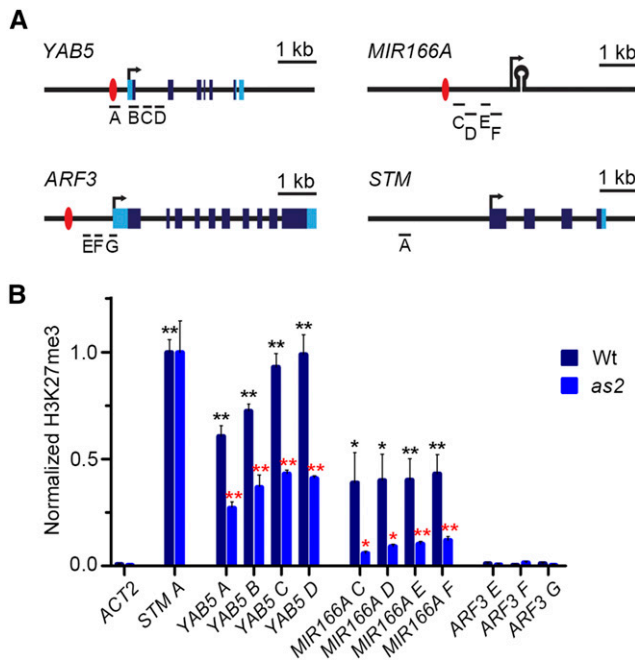 A
YAB5
1 kb
A B C D
MIR166A
1 kb
C D E F
ARF3
1 kb
E F G
STM
1 kb
A
B
Normalized H3K27me3
1.0
0.5
0.0
**
**
**
**
**
**
**
**
**
*
*
**
**
*
*
**
**
Wt
as2
ACT2
STM A
YAB5 A
YAB5 B
YAB5 C
YAB5 D
MIR166A C
MIR166A D
MIR166A E
MIR166A F
ARF3 E
ARF3 F
ARF3 G